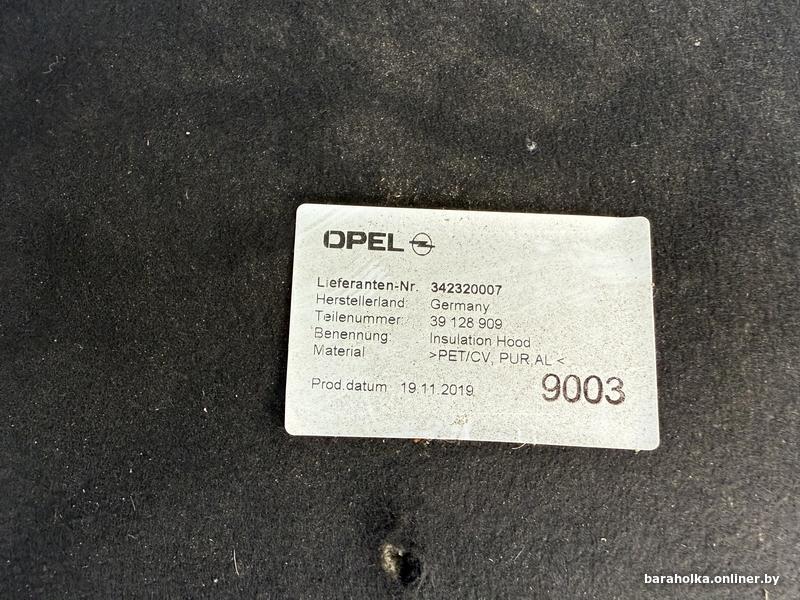 OPEL
Lieferanten-Nr. 342320007
Herstellerland: Germany
Teilenummer: 39 128 909
Benennung: Insulation Hood
Material >PET/CV, PUR,AL <
Prod.datum 19.11.2019
9003
baraholka.onliner.by